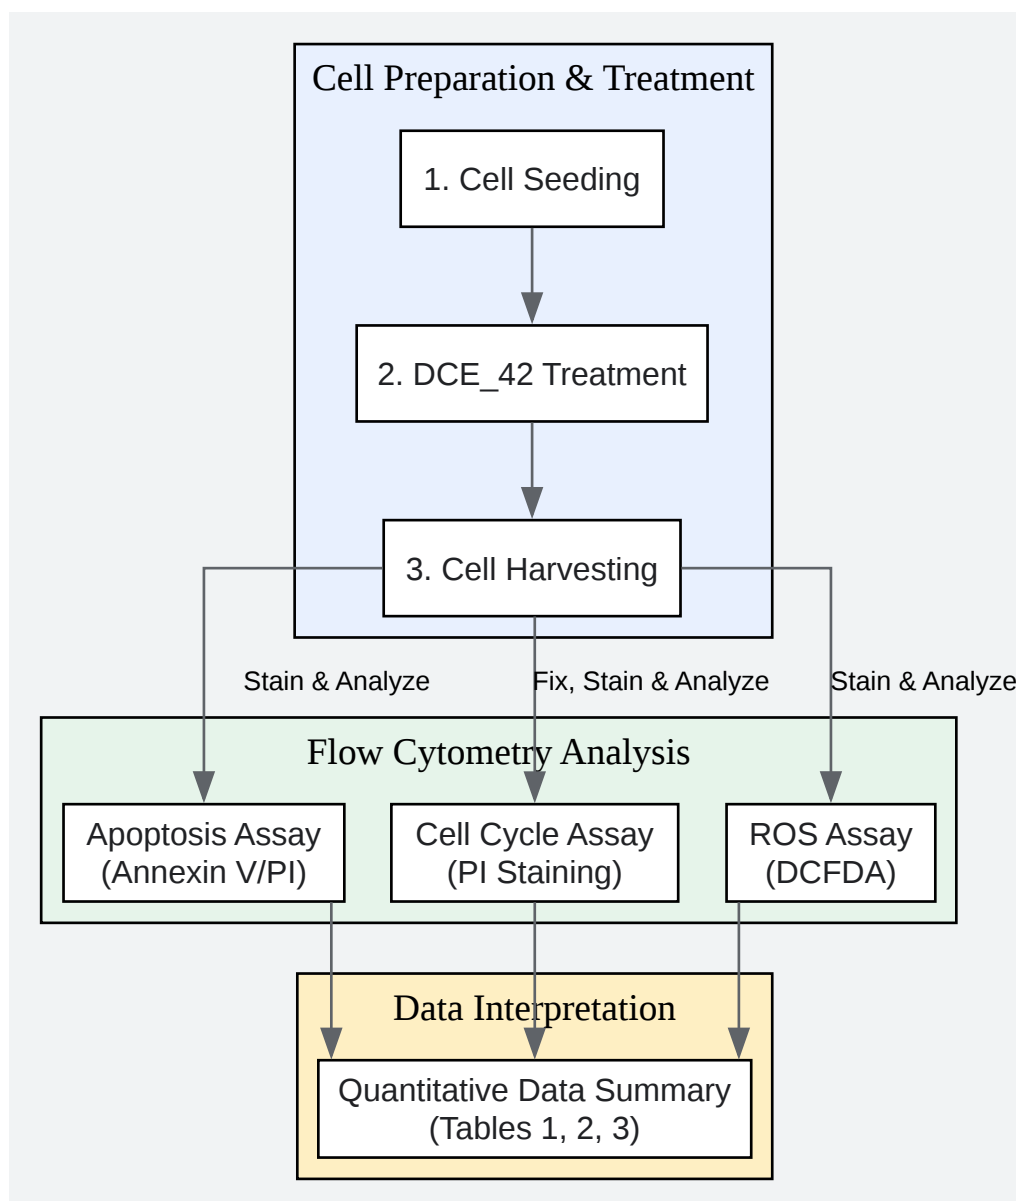 Cell Preparation & Treatment
1. Cell Seeding
2. DCE_42 Treatment
3. Cell Harvesting
Stain & Analyze
Fix, Stain & Analyze
Stain & Analyze
Flow Cytometry Analysis
Apoptosis Assay
(Annexin V/PI)
Cell Cycle Assay
(PI Staining)
ROS Assay
(DCFDA)
Data Interpretation
Quantitative Data Summary
(Tables 1, 2, 3)